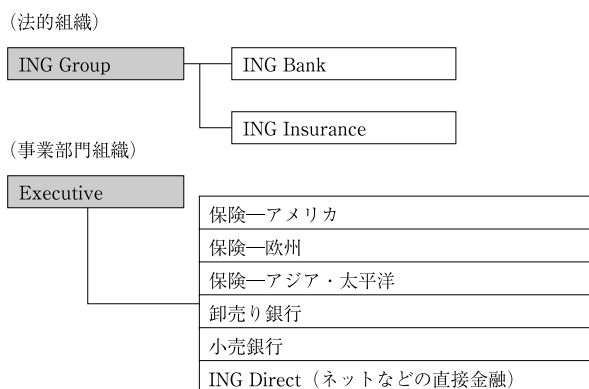 （法的組織）
ING Group
ING Bank
ING Insurance
（事業部門組織）
Executive
保険―アメリカ
保険―欧州
保険―アジア・太平洋
卸売り銀行
小売銀行
ING Direct（ネットなどの直接金融）